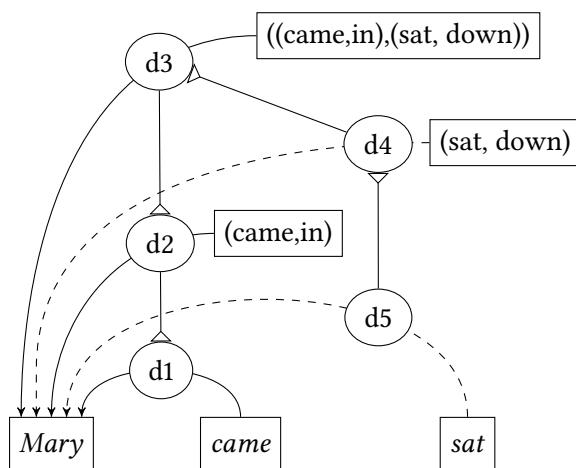 ((came,in),(sat, down))
d3
d4
(sat, down)
d2
(came,in)
d5
d1
Mary
came
sat